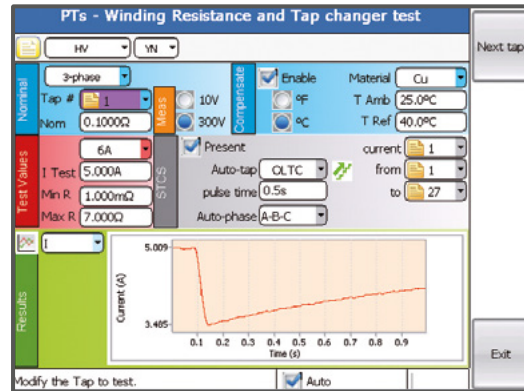 PTs - Winding Resistance and Tap changer test
HV YN
Next tap
Nominal
3-phase
Tap # 1
Nom 0.1000Ω
Meas
10V
300V
Compensate
Enable
ºF
ºC
Material Cu
T Amb 25.0ºC
T Ref 40.0ºC
Test Values
6A
I Test 5.000A
Min R 1.000mΩ
Max R 7.000Ω
STCS
Present
Auto-tap OLTC
pulse time 0.5s
Auto-phase A-B-C
current 1
from 1
to 27
Results
I
Current (A)
5.009
3.485
0.1 0.2 0.3 0.4 0.5 0.6 0.7 0.8 0.9
Time (s)
Exit
Modify the Tap to test.
Auto